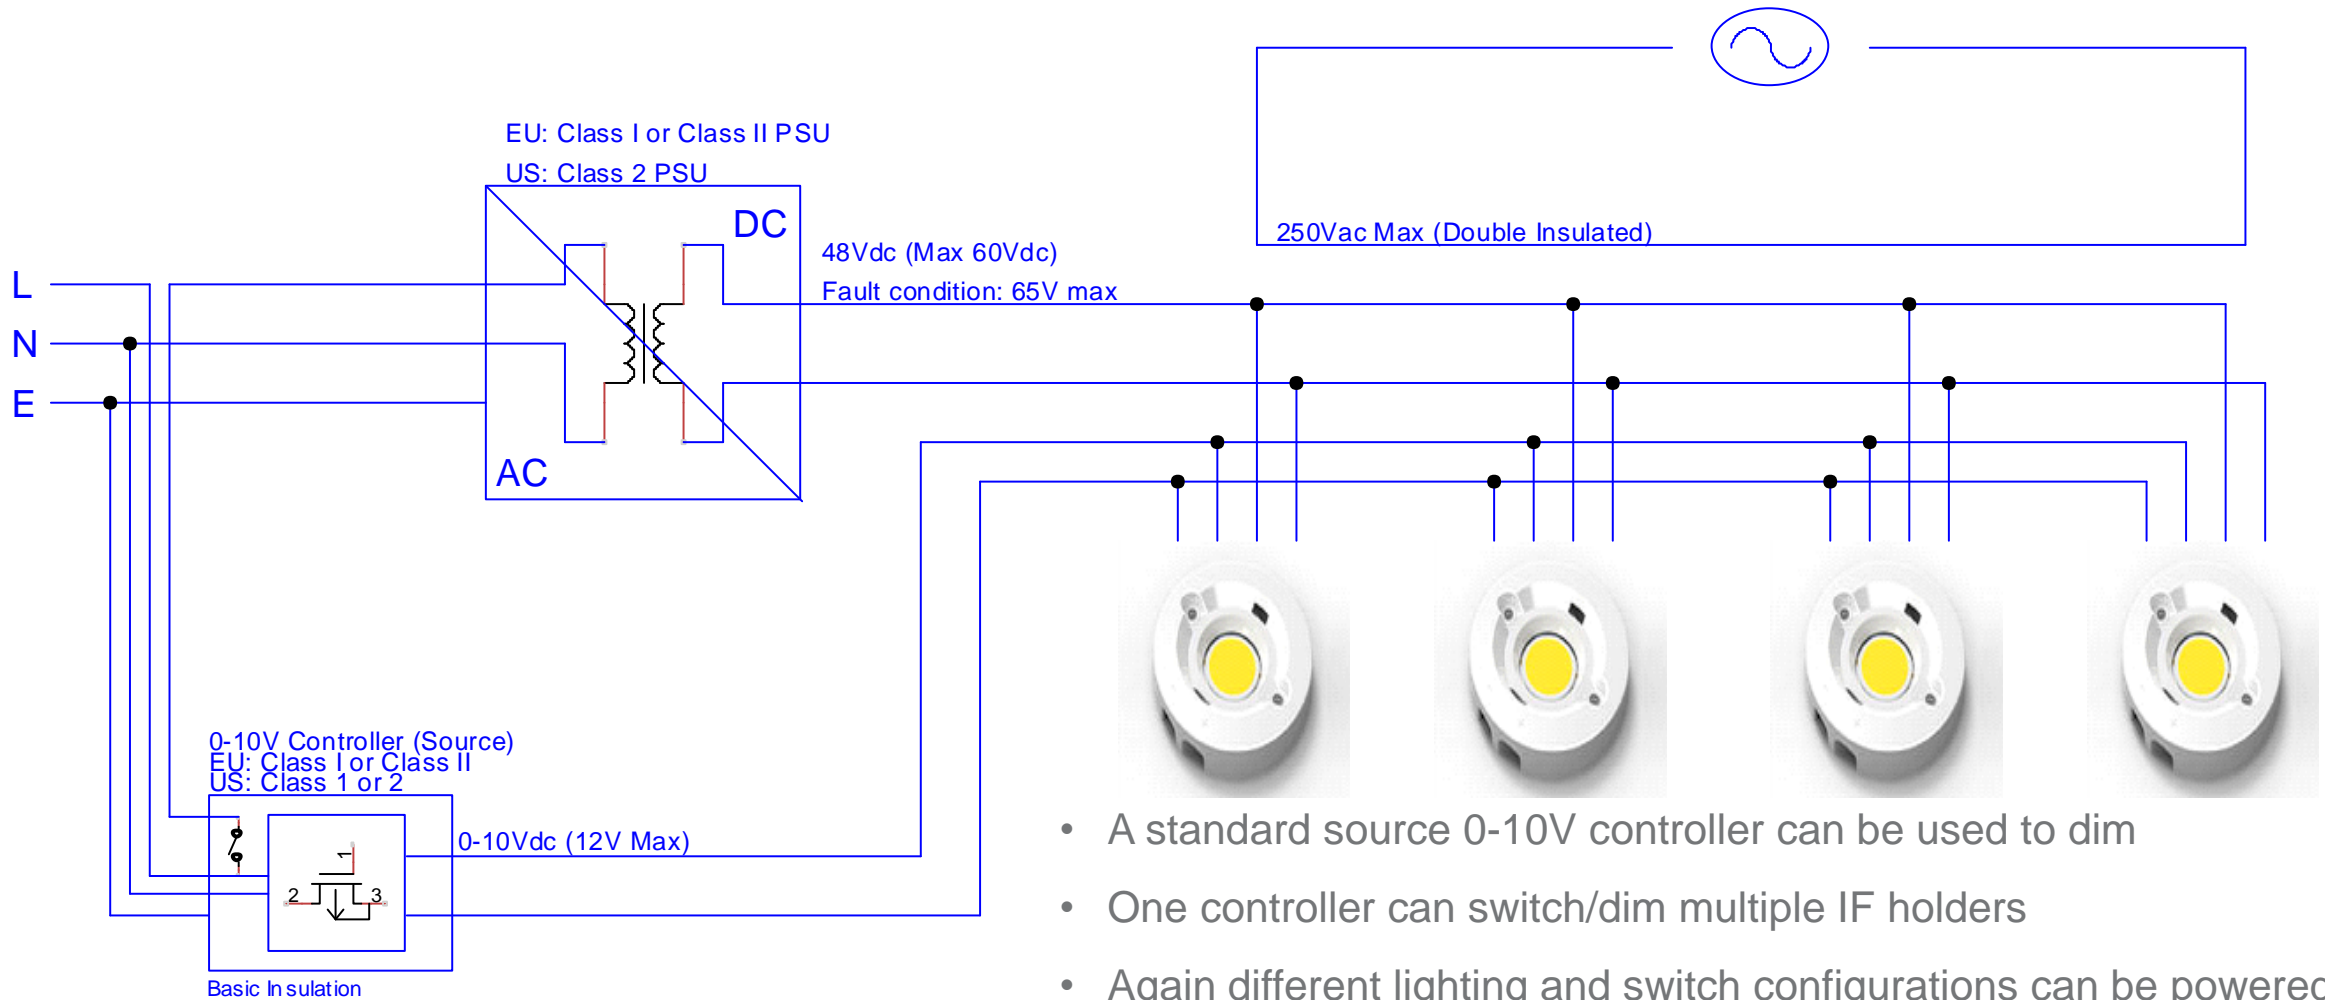 EU: Class I or Class II PSU
US: Class 2 PSU
DC
AC
48Vdc (Max 60Vdc)
Fault condition: 65V max
250Vac Max (Double Insulated)
L
N
E
0-10V Controller (Source)
EU: Class I or Class II
US: Class 1 or 2
0-10Vdc (12V Max)
1
2 3
Basic Insulation
• A standard source 0-10V controller can be used to dim
• One controller can switch/dim multiple IF holders
• Again different lighting and switch configurations can be powered